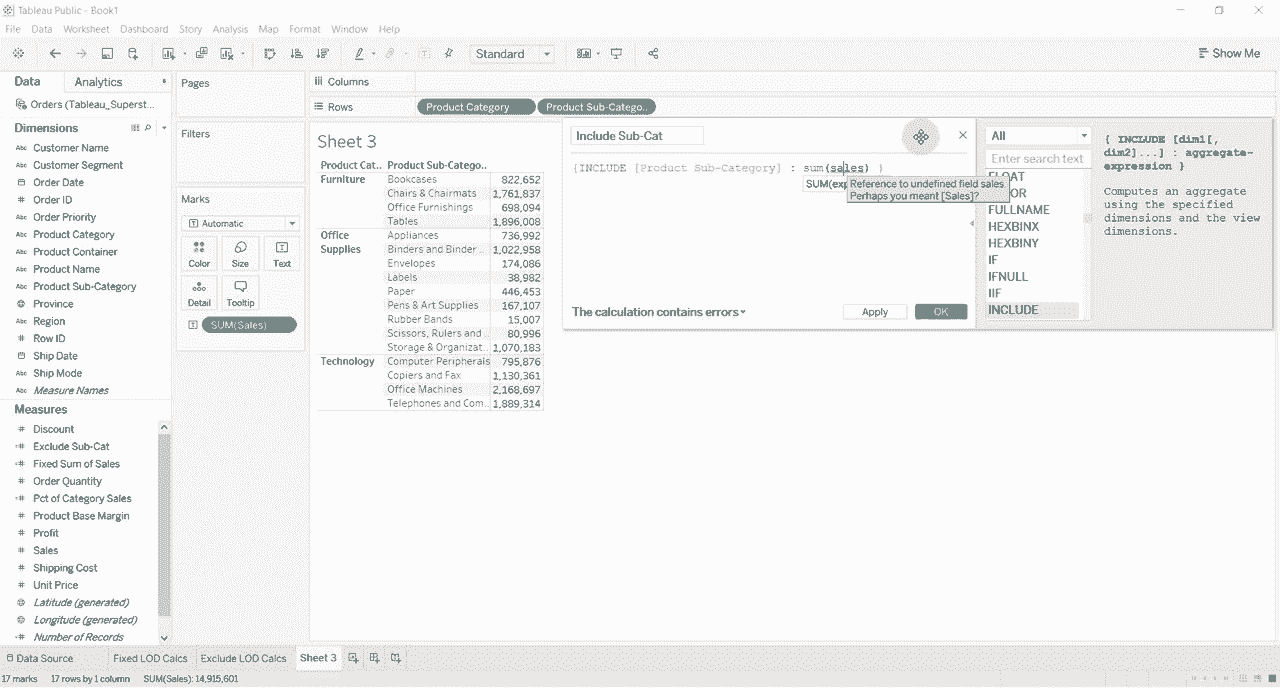 Tableau Public - Book1
File Data Worksheet Dashboard Story Analysis Map Format Window Help
Standard
Show Me
Data Analytics
Orders (Tableau_Superst...
Dimensions
Abc Customer Name
Abc Customer Segment
Order Date
# Order ID
Abc Order Priority
Abc Product Category
Abc Product Container
Abc Product Name
Abc Product Sub-Category
Province
Abc Region
# Row ID
Ship Date
Abc Ship Mode
Abc Measure Names
Measures
# Discount
=# Exclude Sub-Cat
=# Fixed Sum of Sales
# Order Quantity
=# Pct of Category Sales
# Product Base Margin
# Profit
# Sales
# Shipping Cost
# Unit Price
Latitude (generated)
Longitude (generated)
=# Number of Records
Pages
Filters
Marks
Automatic
Color Size Text
Detail Tooltip
SUM(Sales)
Columns
Rows Product Category Product Sub-Catego..
Sheet 3
Product Cat.. Product Sub-Catego..
Furniture Bookcases 822,652
Chairs & Chairmats 1,761,837
Office Furnishings 698,094
Tables 1,896,008
Office Appliances 736,992
Supplies Binders and Binder... 1,022,958
Envelopes 174,086
Labels 38,982
Paper 446,453
Pens & Art Supplies 167,107
Rubber Bands 15,007
Scissors, Rulers and ... 80,996
Storage & Organizat... 1,070,183
Technology Computer Peripherals 795,876
Copiers and Fax 1,130,361
Office Machines 2,168,697
Telephones and Com... 1,889,314
Include Sub-Cat
{INCLUDE [Product Sub-Category] : sum(sales) }
SUM(exp
Reference to undefined field sales.
Perhaps you meant [Sales]?
The calculation contains errors
Apply OK
All
Enter search text
FLOAT
FULLNAME
HEXBINX
HEXBINY
IF
IFNULL
IIF
INCLUDE
{ INCLUDE [dim1[,
dim2]...] : aggregate-
expression }
Computes an aggregate
using the specified
dimensions and the view
dimensions.
Data Source Fixed LOD Calcs Exclude LOD Calcs Sheet 3
17 marks 17 rows by 1 column SUM(Sales): 14,915,601